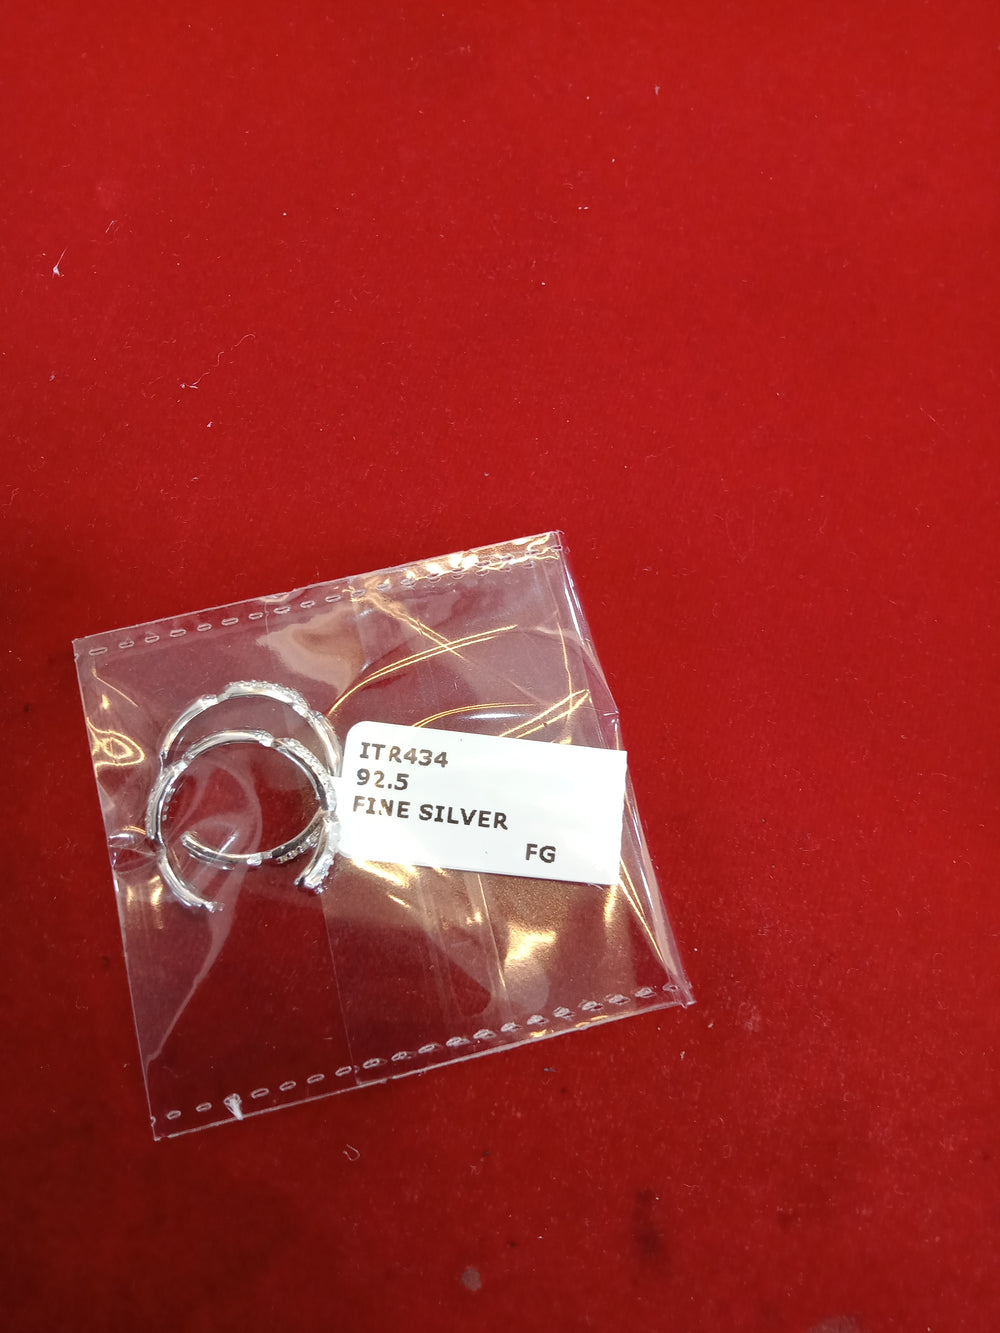 ITR434
92.5
FINE SILVER
FG